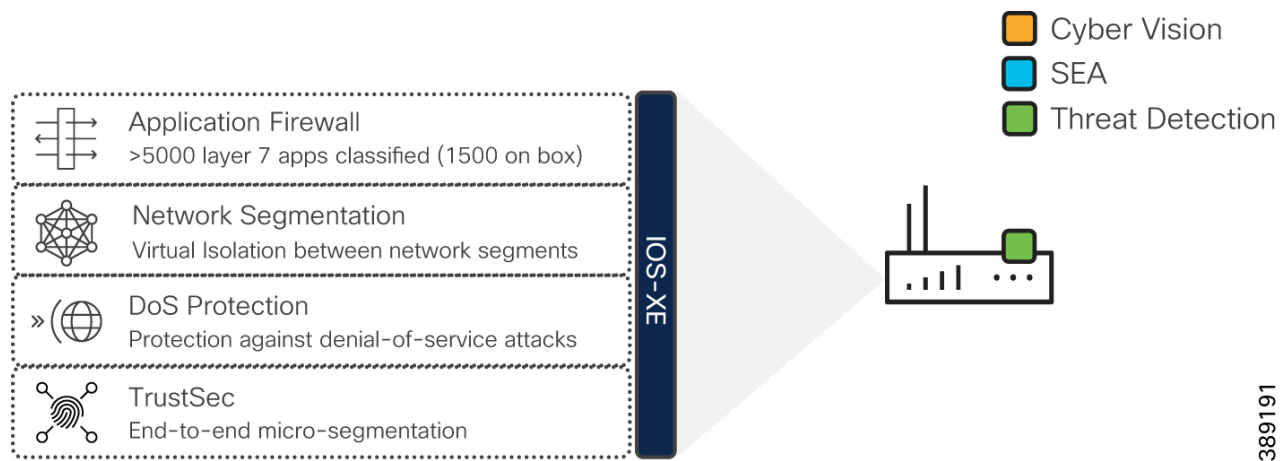 Cyber Vision
SEA
Threat Detection
Application Firewall
>5000 layer 7 apps classified (1500 on box)
Network Segmentation
Virtual Isolation between network segments
DoS Protection
Protection against denial-of-service attacks
TrustSec
End-to-end micro-segmentation
IOS-XE
389191